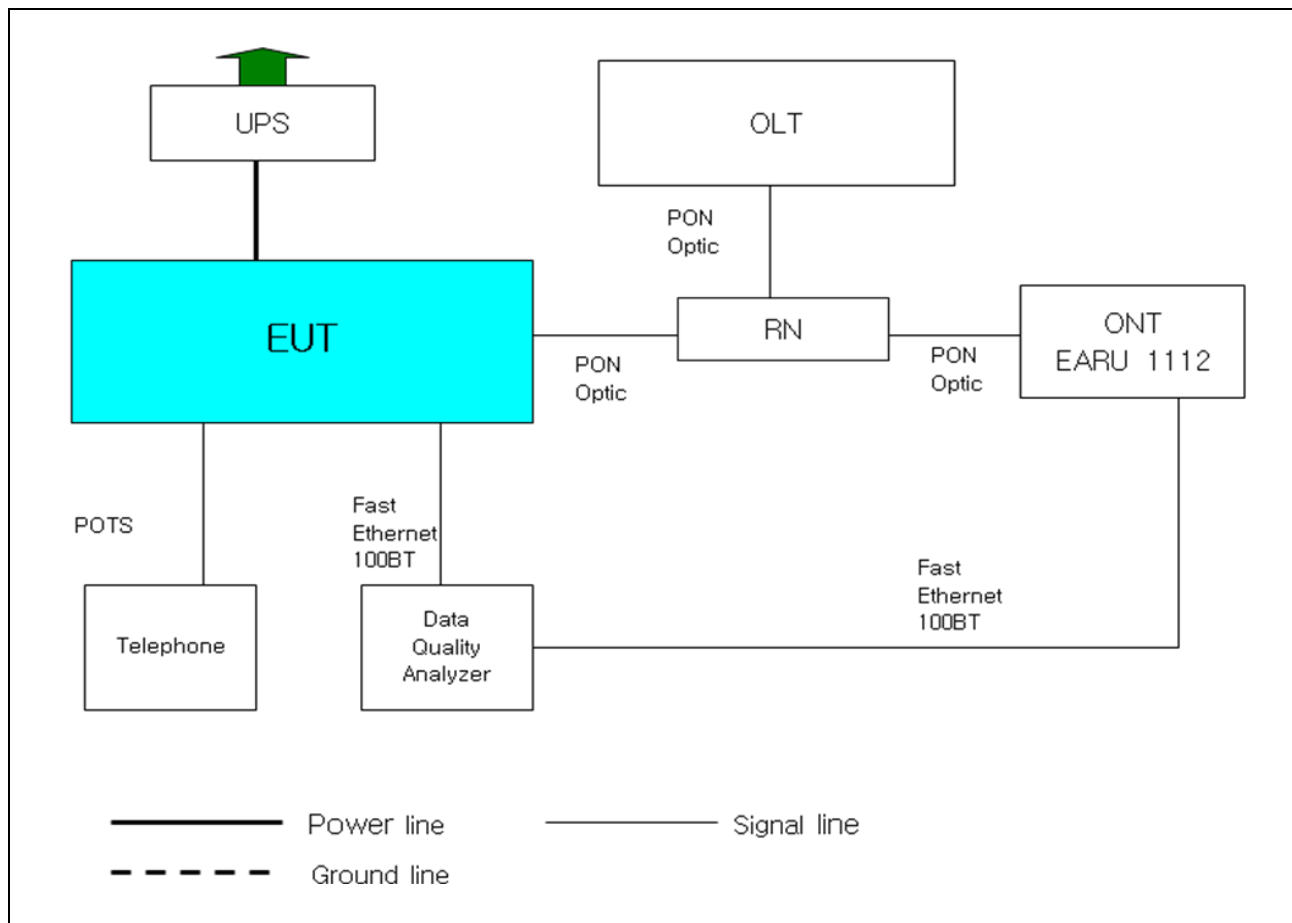 UPS
OLT
PON
Optic
EUT
RN
ONT
EARU 1112
PON
Optic
PON
Optic
POTS
Fast
Ethernet
100BT
Fast
Ethernet
100BT
Telephone
Data
Quality
Analyzer
Power line
Signal line
Ground line